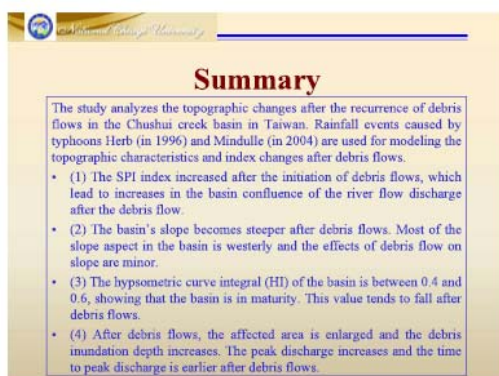 National Chiayi University
Summary
The study analyzes the topographic changes after the recurrence of debris
flows in the Chushui creek basin in Taiwan. Rainfall events caused by
typhoons Herb (in 1996) and Mindulle (in 2004) are used for modeling the
topographic characteristics and index changes after debris flows.
• (1) The SPI index increased after the initiation of debris flows, which
lead to increases in the basin confluence of the river flow discharge
after the debris flow.
• (2) The basin's slope becomes steeper after debris flows. Most of the
slope aspect in the basin is westerly and the effects of debris flow on
slope are minor.
• (3) The hypsometric curve integral (HI) of the basin is between 0.4 and
0.6, showing that the basin is in maturity. This value tends to fall after
debris flows.
• (4) After debris flows, the affected area is enlarged and the debris
inundation depth increases. The peak discharge increases and the time
to peak discharge is earlier after debris flows.